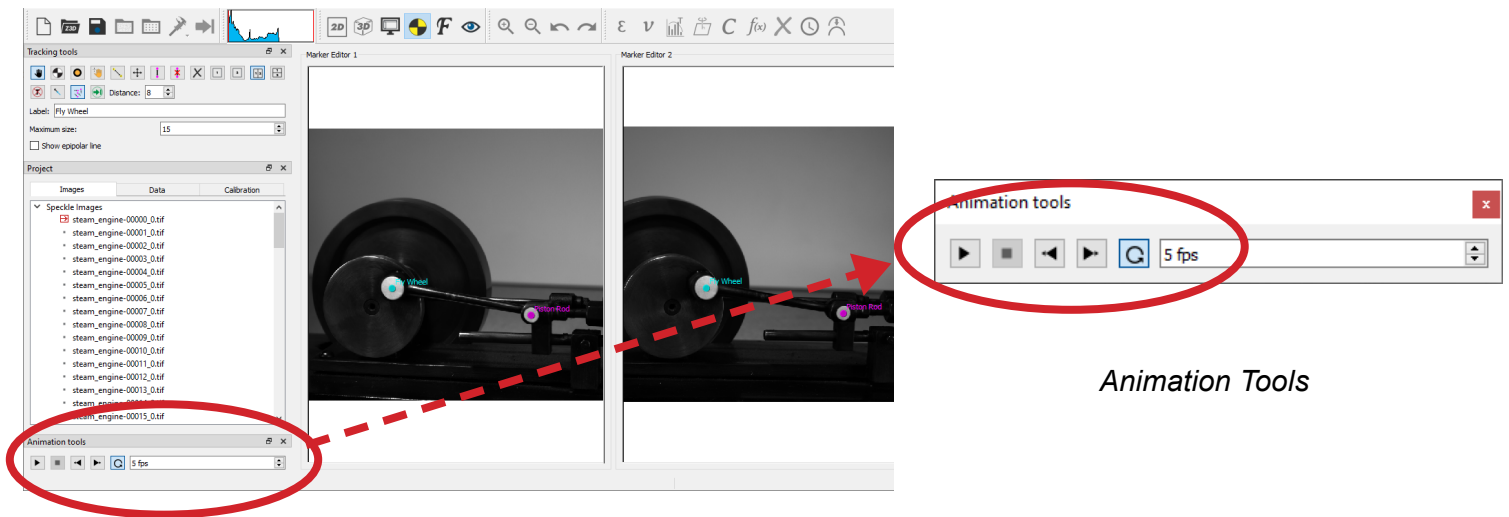 Z3D
2D
3D
F
ε ν C f(x)
Tracking tools
Distance: 8
Label: Fly Wheel
Maximum size: 15
Show epipolar line
Project
Images Data Calibration
Speckle Images
steam_engine-00000_0.tif
steam_engine-00001_0.tif
steam_engine-00002_0.tif
steam_engine-00003_0.tif
steam_engine-00004_0.tif
steam_engine-00005_0.tif
steam_engine-00006_0.tif
steam_engine-00007_0.tif
steam_engine-00008_0.tif
steam_engine-00009_0.tif
steam_engine-00010_0.tif
steam_engine-00011_0.tif
steam_engine-00012_0.tif
steam_engine-00013_0.tif
steam_engine-00015_0.tif
Animation tools
5 fps
Marker Editor 1
Fly Wheel
Piston Rod
Marker Editor 2
Fly Wheel
Piston Rod
Animation tools
x
5 fps
Animation Tools